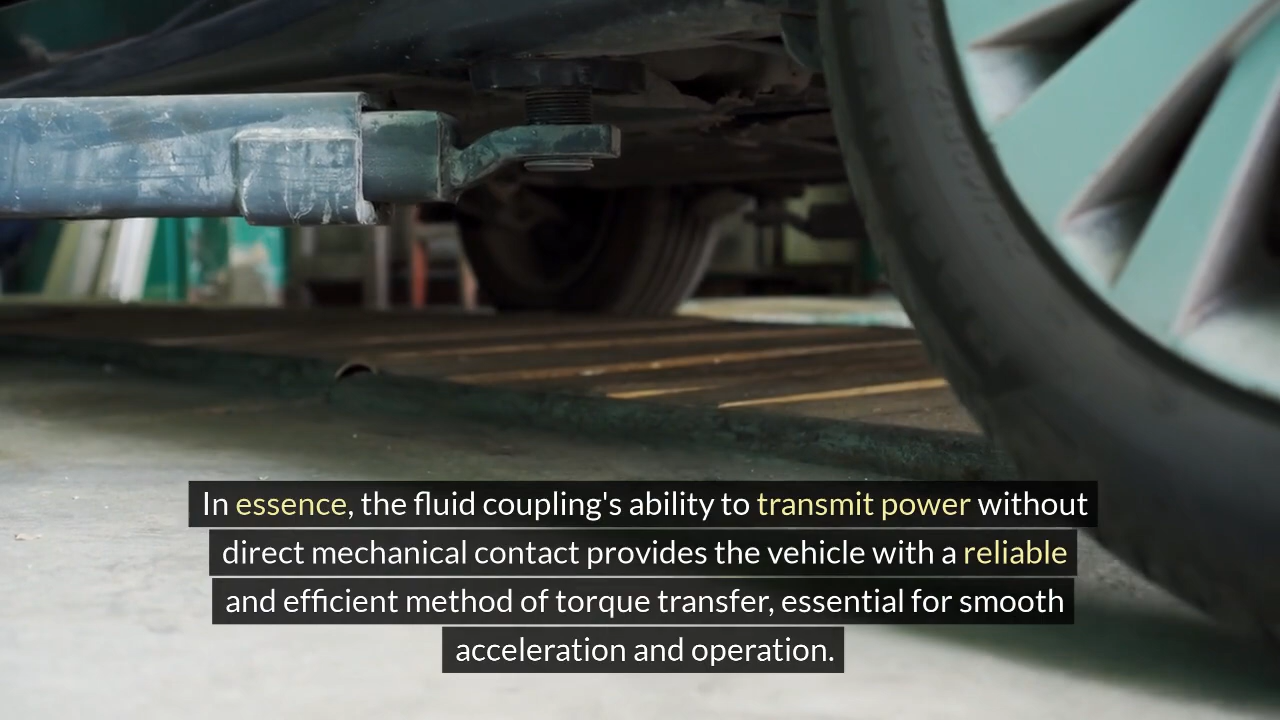 In essence, the fluid coupling's ability to transmit power without
direct mechanical contact provides the vehicle with a reliable
and efficient method of torque transfer, essential for smooth
acceleration and operation.